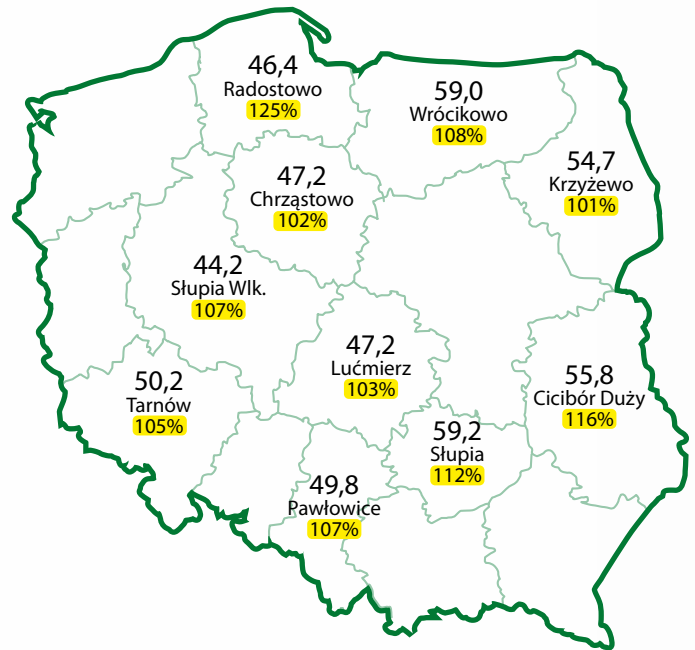 46,4
Radostowo
125%
59,0
Wrócikowo
108%
54,7
Krzyżewo
101%
47,2
Chrząstowo
102%
44,2
Słupia Wlk.
107%
47,2
Lućmierz
103%
50,2
Tarnów
105%
55,8
Cicibór Duży
116%
59,2
Słupia
112%
49,8
Pawłowice
107%